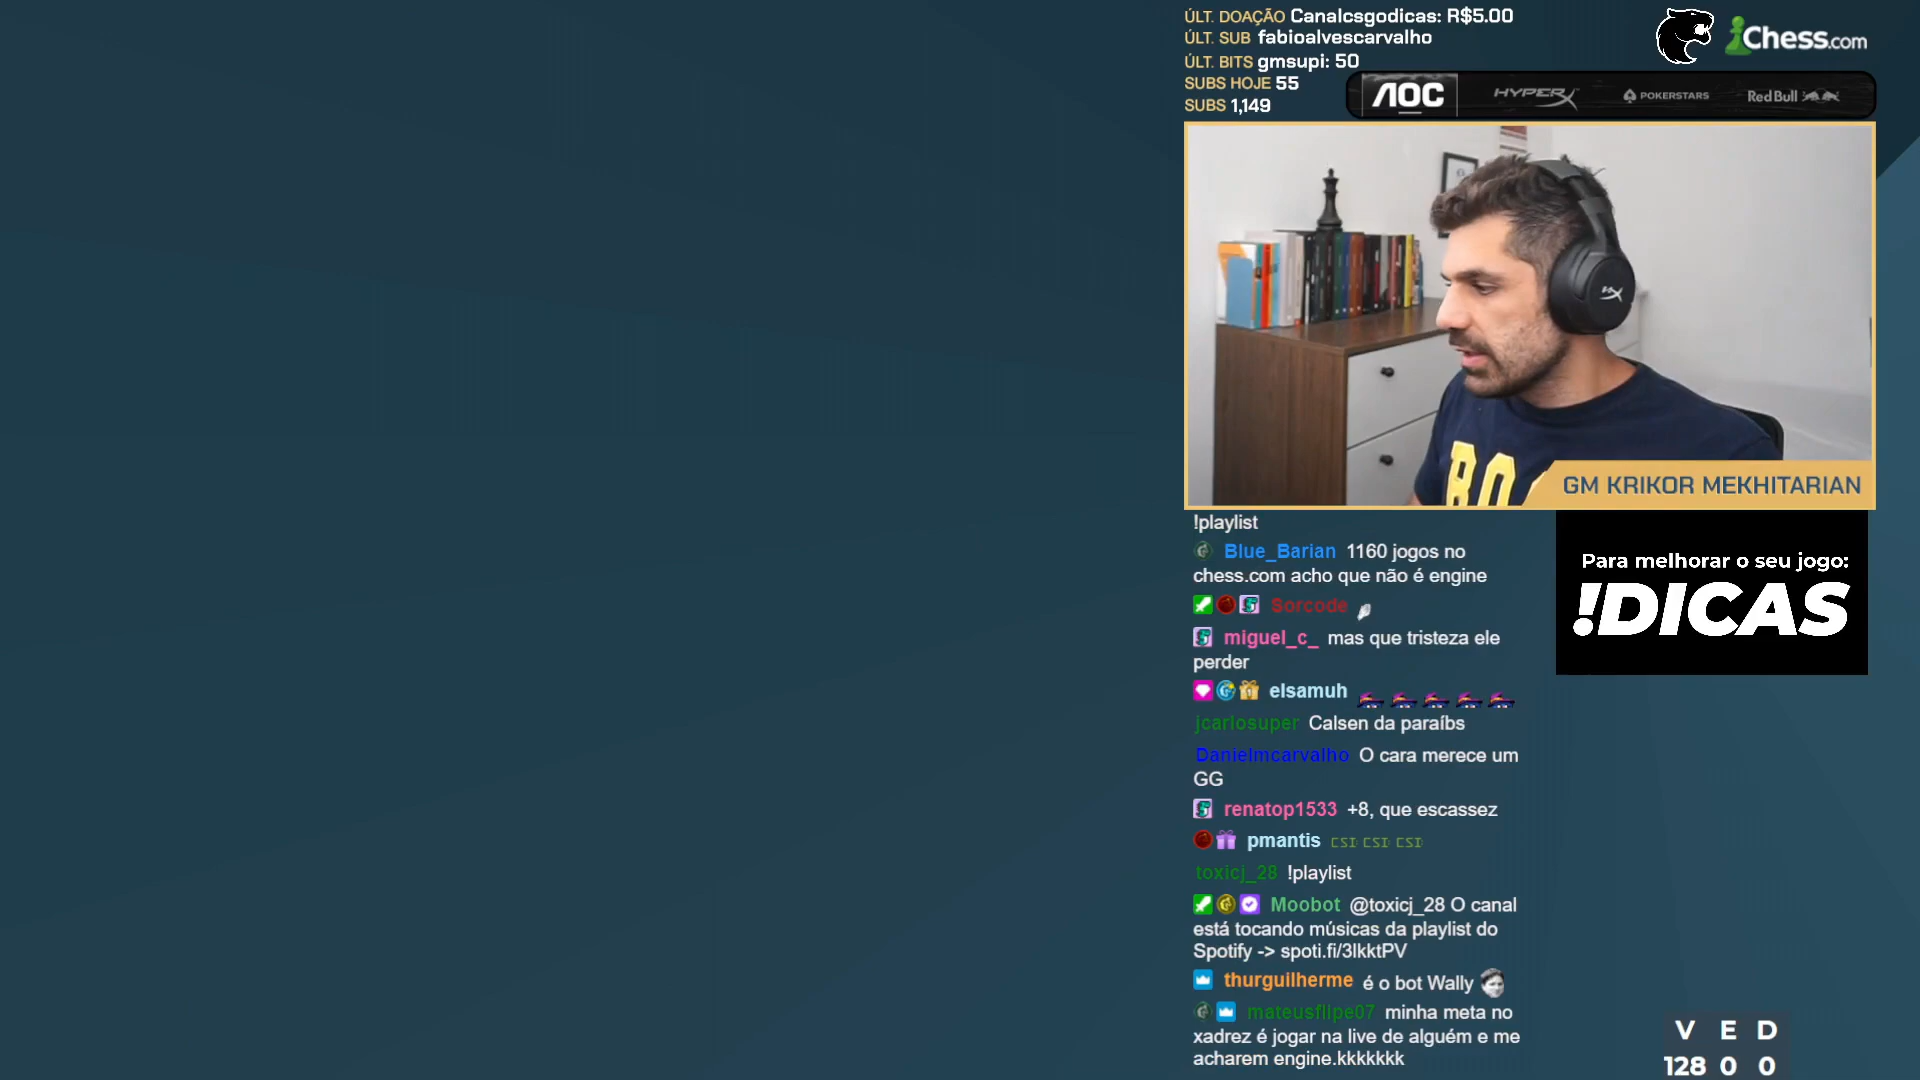 ÚLT. DOAÇÃO Canalcsgodicas: R$5.00
ÚLT. SUB fabioalvescarvalho
ÚLT. BITS gmsupi: 50
SUBS HOJE 55
SUBS 1,149
Chess.com
AOC HYPERX POKERSTARS Red Bull
GM KRIKOR MEKHITARIAN
!playlist
Blue_Barian 1160 jogos no
chess.com acho que não é engine
Sorcode
miguel_c_ mas que tristeza ele
perder
elsamuh
jcarlosuper Calsen da paraíbs
Danielmcarvalho O cara merece um
GG
renatop1533 +8, que escassez
pmantis CSI CSI CSI
toxicj_28 !playlist
Moobot @toxicj_28 O canal
está tocando músicas da playlist do
Spotify -> spoti.fi/3lkktPV
thurguilherme é o bot Wally
mateusfilpe07 minha meta no
xadrez é jogar na live de alguém e me
acharem engine.kkkkkkk
Para melhorar o seu jogo:
!DICAS
V E D
128 0 0